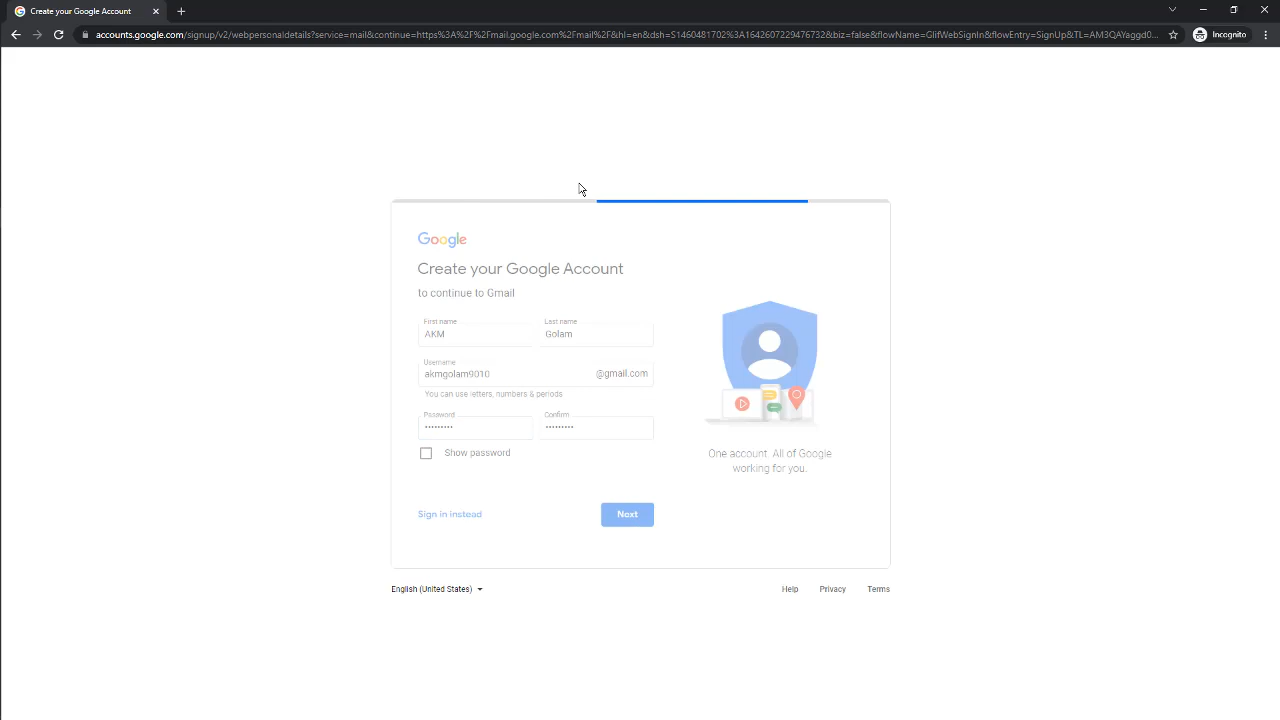 Create your Google Account
accounts.google.com/signup/v2/webpersonaldetails?service=mail&continue=https%3A%2F%2Fmail.google.com%2Fmail%2F&hl=en&dsh=S1460481702%3A1642607229476732&biz=false&flowName=GlifWebSignIn&flowEntry=SignUp&TL=AM3QAYaggd0... Incognito
Google
Create your Google Account
to continue to Gmail
First name Last name
AKM Golam
Username
akmgolam9010 @gmail.com
You can use letters, numbers & periods
Password Confirm
••••••••• •••••••••
Show password
One account. All of Google
working for you.
Sign in instead Next
English (United States) Help Privacy Terms